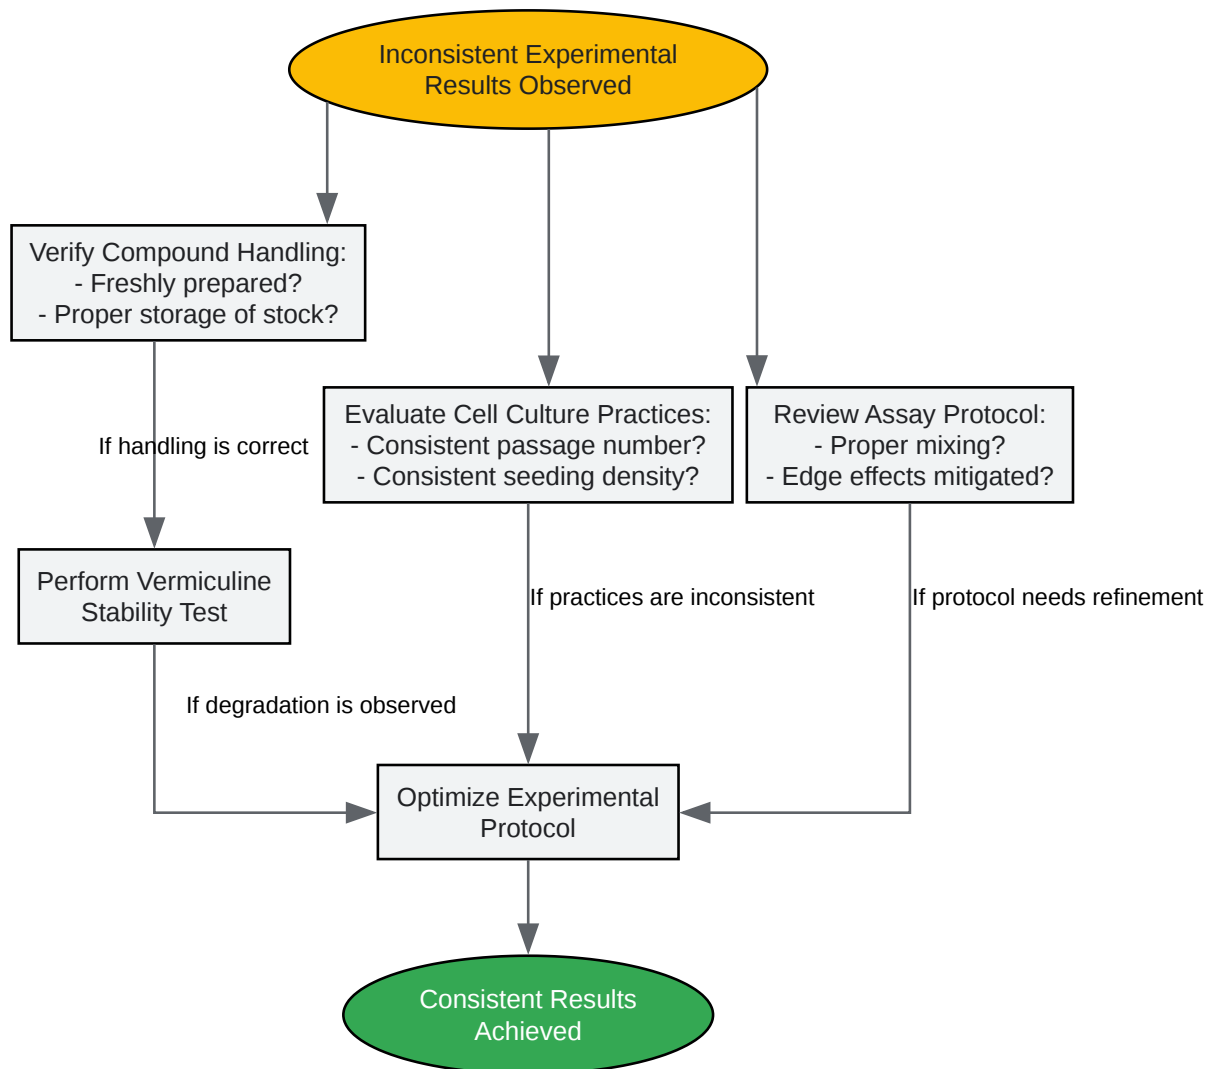 Inconsistent Experimental
Results Observed
Verify Compound Handling:
- Freshly prepared?
- Proper storage of stock?
Evaluate Cell Culture Practices:
- Consistent passage number?
- Consistent seeding density?
Review Assay Protocol:
- Proper mixing?
- Edge effects mitigated?
If handling is correct
Perform Vermiculine
Stability Test
If practices are inconsistent
If protocol needs refinement
If degradation is observed
Optimize Experimental
Protocol
Consistent Results
Achieved